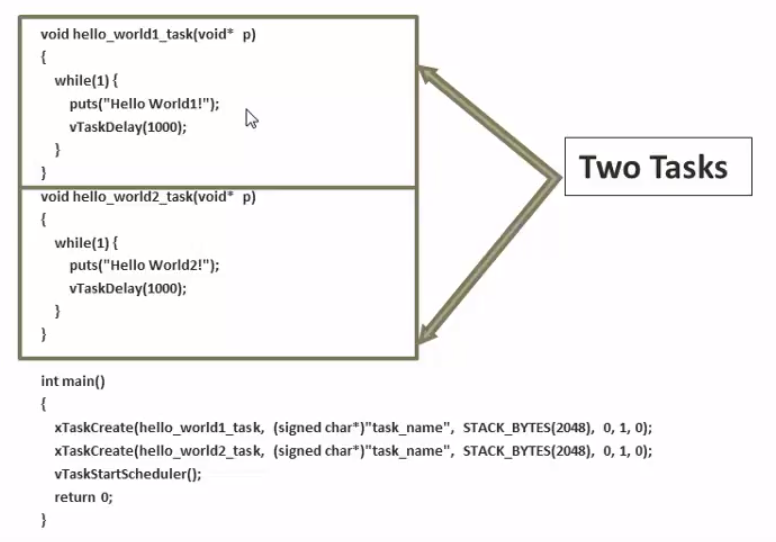 void hello_world1_task(void* p)
{
while(1) {
puts("Hello World1!");
vTaskDelay(1000);
}
}
void hello_world2_task(void* p)
{
while(1) {
puts("Hello World2!");
vTaskDelay(1000);
}
}
Two Tasks
int main()
{
xTaskCreate(hello_world1_task, (signed char*)"task_name", STACK_BYTES(2048), 0, 1, 0);
xTaskCreate(hello_world2_task, (signed char*)"task_name", STACK_BYTES(2048), 0, 1, 0);
vTaskStartScheduler();
return 0;
}